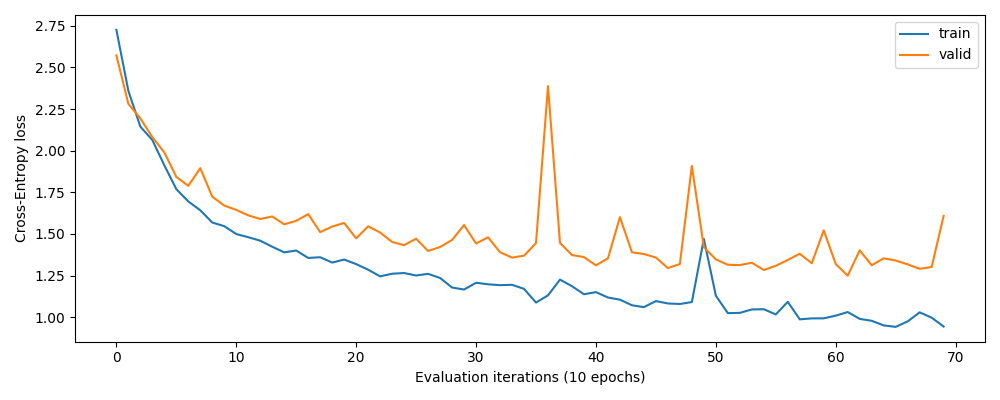 train
valid
Cross-Entropy loss
2.75
2.50
2.25
2.00
1.75
1.50
1.25
1.00
0 10 20 30 40 50 60 70
Evaluation iterations (10 epochs)